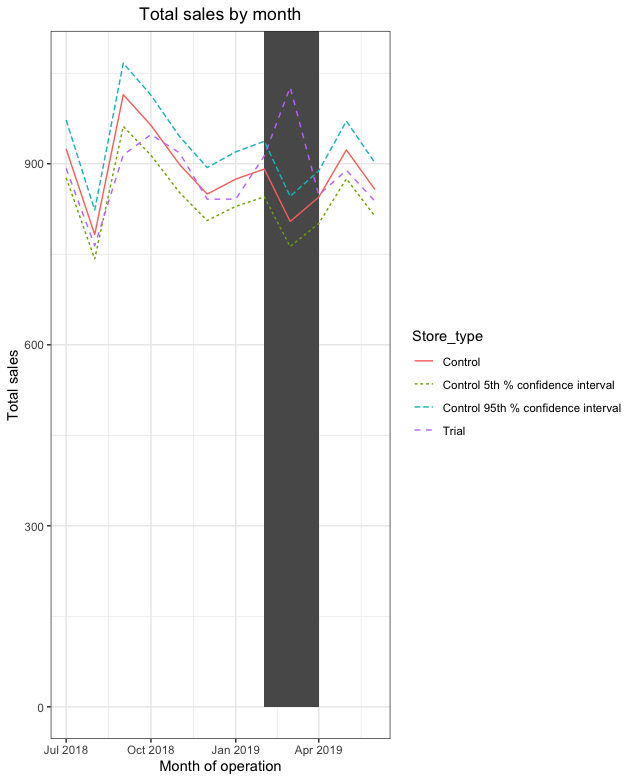 Total sales by month
900
600
300
0
Total sales
Jul 2018 Oct 2018 Jan 2019 Apr 2019
Month of operation
Store_type
Control
Control 5th % confidence interval
Control 95th % confidence interval
Trial